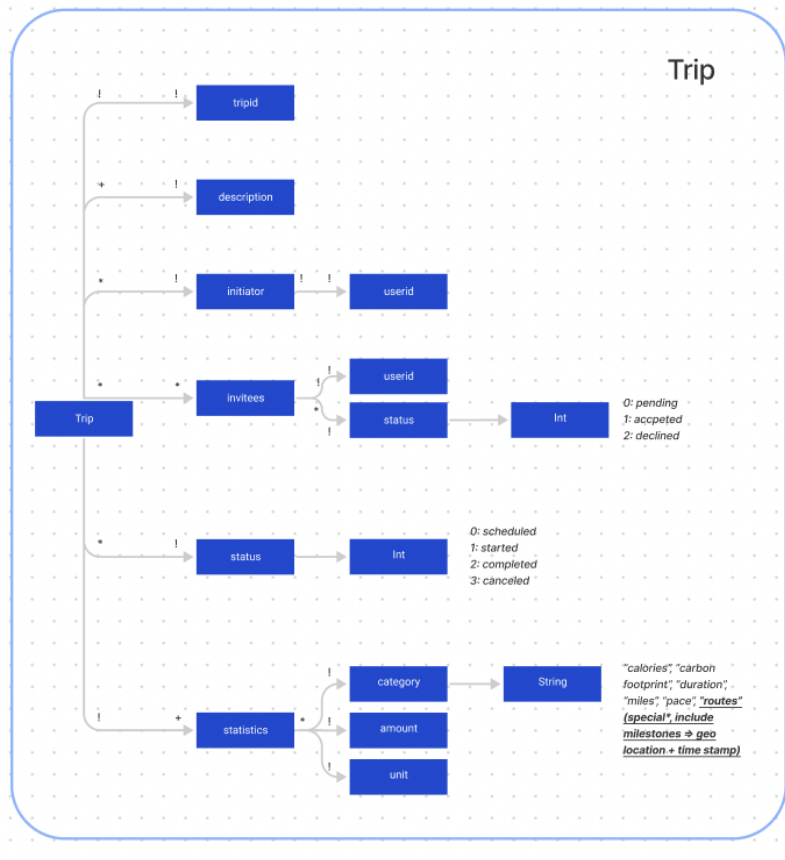 Trip
! ! tripid
+ ! description
* ! initiator ! ! userid
* * invitees ! ! userid
Trip
* ! status Int
0: pending
1: accpeted
2: declined
* ! status Int
0: scheduled
1: started
2: completed
3: canceled
! + statistics *
! category String
! amount
! unit
"calories", "carbon
footprint", "duration",
"miles", "pace", "routes"
(special*, include
milestones => geo
location + time stamp)